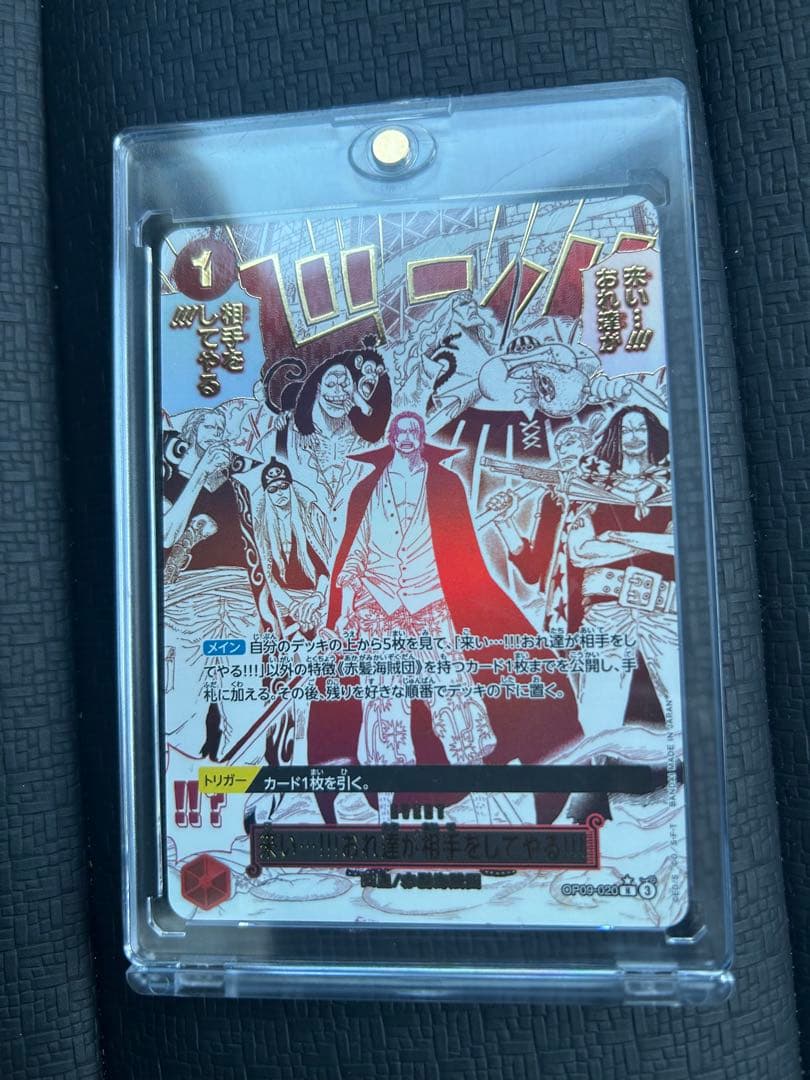 1
ドン
来い…!!!
おれ達が
相手を
してやる
!!!
メイン 自分のデッキの上から5枚を見て、「来い…!!!おれ達が相手をし
てやる!!!」以外の特徴《赤髪海賊団》を持つカード1枚までを公開し、手
札に加える。その後、残りを好きな順番でデッキの下に置く。
!!?
トリガー カード1枚を引く。
EVENT
来い…!!!おれ達が相手をしてやる
OP09-020 R 3
BANDAI MADE IN JAPAN